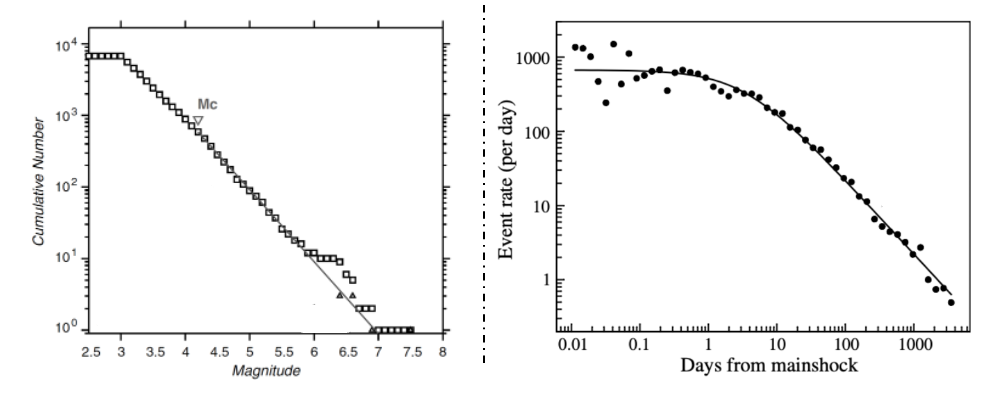 10⁴
10³
10²
10¹
10⁰
Cumulative Number
Mc
2.5 3 3.5 4 4.5 5 5.5 6 6.5 7 7.5 8
Magnitude
1000
100
10
1
Event rate (per day)
0.01 0.1 1 10 100 1000
Days from mainshock